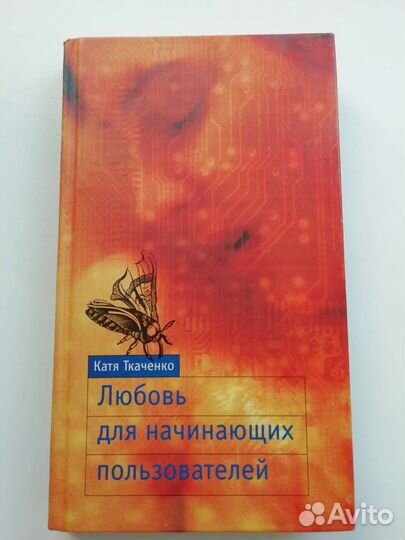 Катя Ткаченко
Любовь
для начинающих
пользователей
Avito